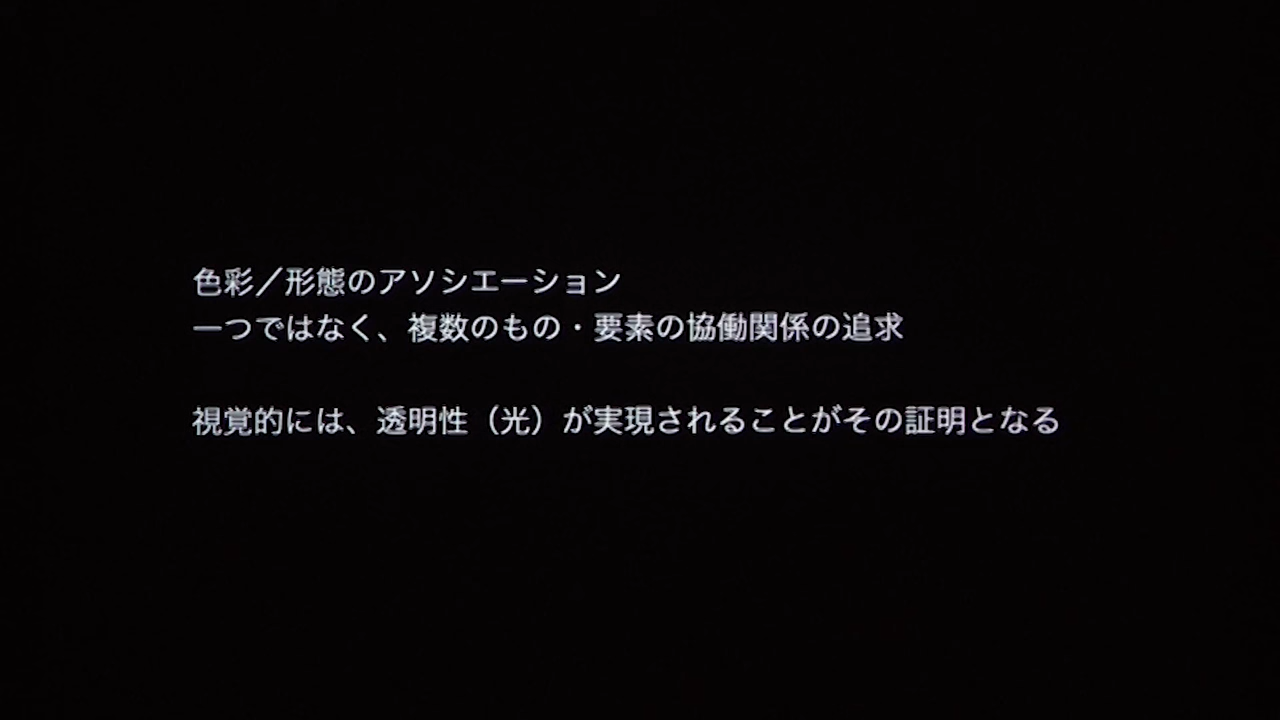 色彩／形態のアソシエーション
一つではなく、複数のもの・要素の協働関係の追求
視覚的には、透明性（光）が実現されることがその証明となる